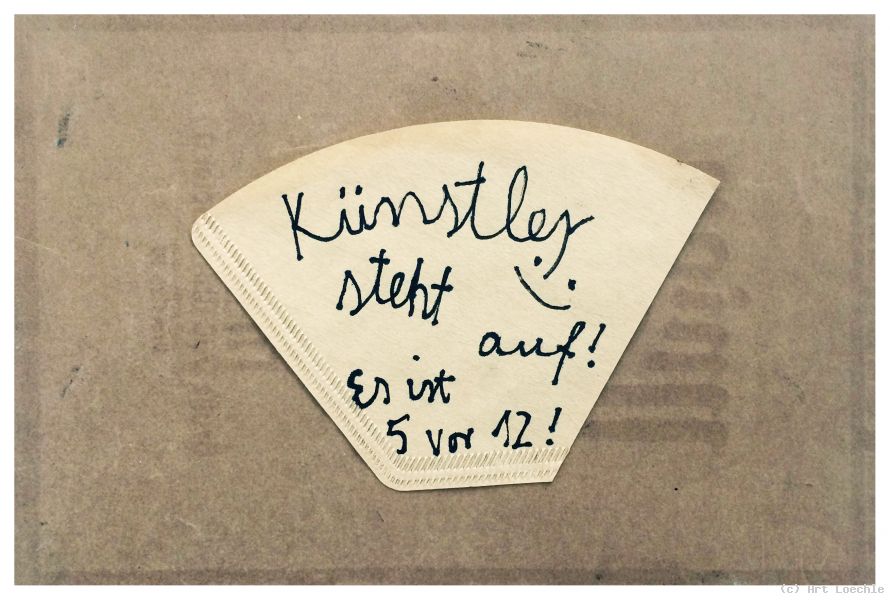 Künstler
steht
auf!
Es ist
5 vor 12!
(c) Art Loechle